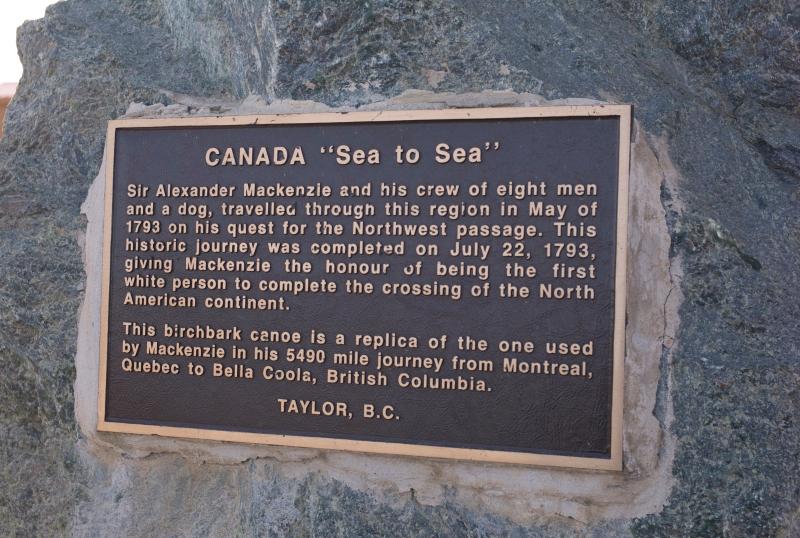 CANADA "Sea to Sea"
Sir Alexander Mackenzie and his crew of eight men
and a dog, travelled through this region in May of
1793 on his quest for the Northwest passage. This
historic journey was completed on July 22, 1793,
giving Mackenzie the honour of being the first
white person to complete the crossing of the North
American continent.
This birchbark canoe is a replica of the one used
by Mackenzie in his 5490 mile journey from Montreal,
Quebec to Bella Coola, British Columbia.
TAYLOR, B.C.